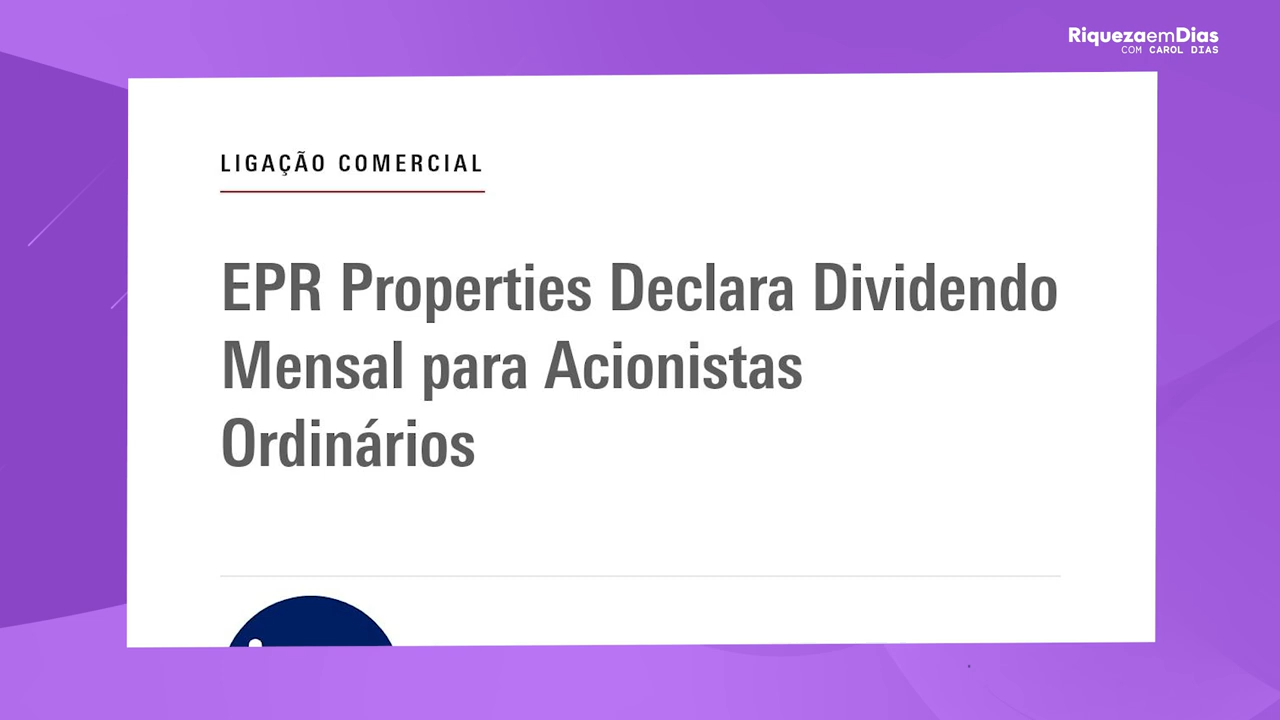 RiquezaemDias
COM CAROL DIAS
LIGAÇÃO COMERCIAL
EPR Properties Declara Dividendo
Mensal para Acionistas
Ordinários